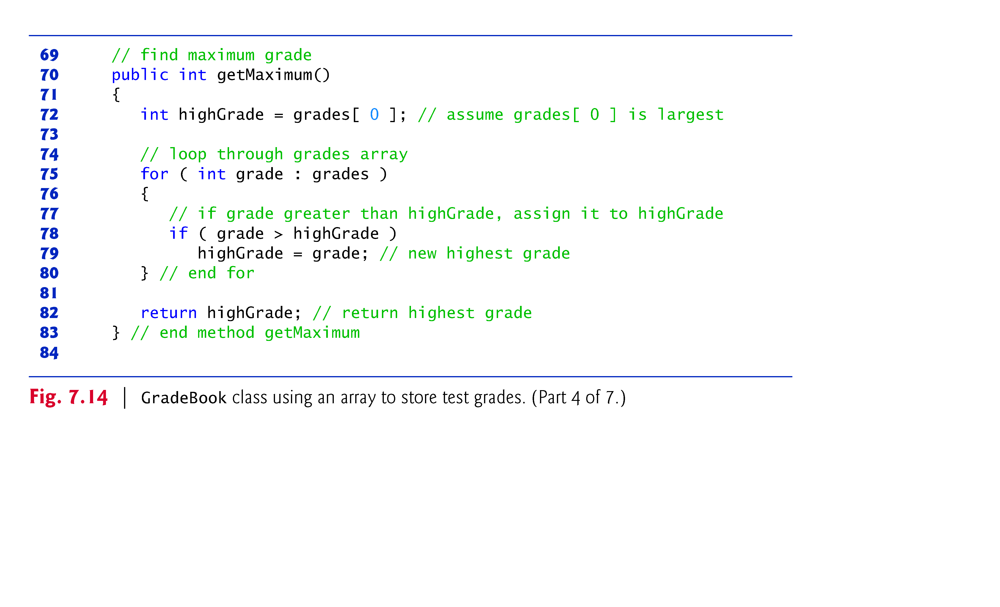 69 // find maximum grade
70 public int getMaximum()
71 {
72 int highGrade = grades[ 0 ]; // assume grades[ 0 ] is largest
73
74 // loop through grades array
75 for ( int grade : grades )
76 {
77 // if grade greater than highGrade, assign it to highGrade
78 if ( grade > highGrade )
79 highGrade = grade; // new highest grade
80 } // end for
81
82 return highGrade; // return highest grade
83 } // end method getMaximum
84
Fig. 7.14 | GradeBook class using an array to store test grades. (Part 4 of 7.)